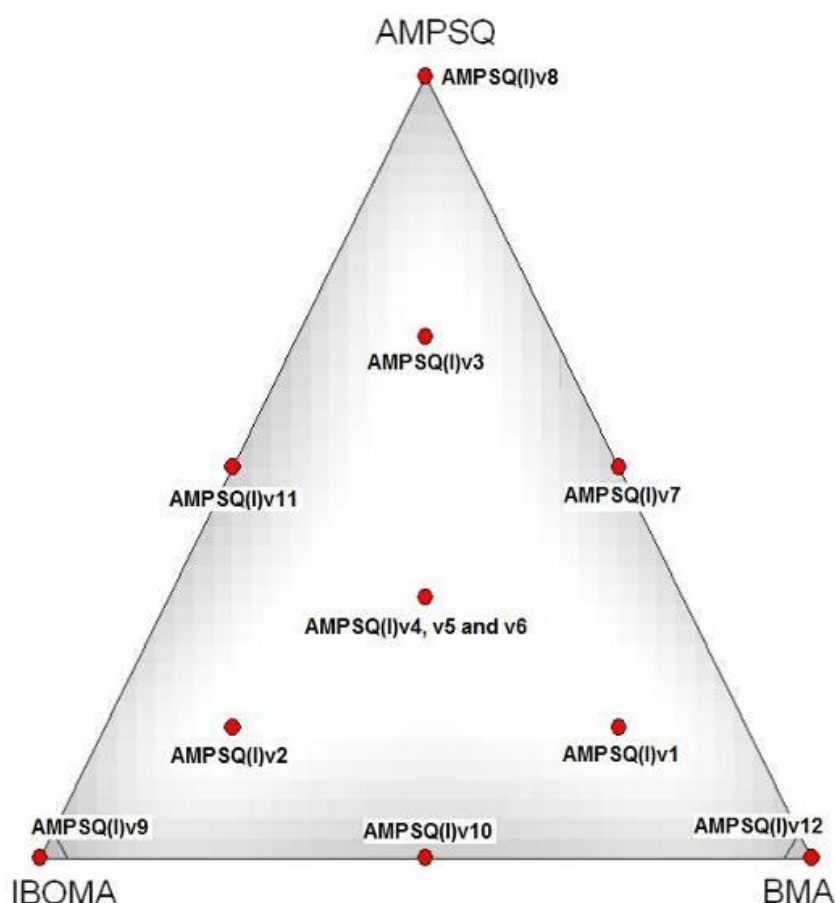 AMPSQ
AMPSQ(I)v8
AMPSQ(I)v3
AMPSQ(I)v11
AMPSQ(I)v7
AMPSQ(I)v4, v5 and v6
AMPSQ(I)v2
AMPSQ(I)v1
AMPSQ(I)v9
AMPSQ(I)v10
AMPSQ(I)v12
IBOMA
BMA